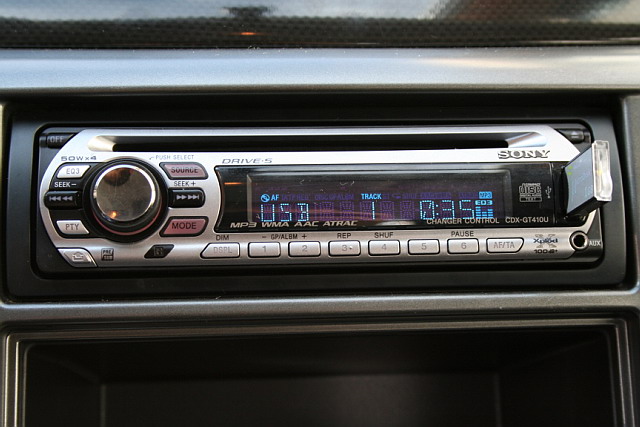 OFF
50W×4
PUSH SELECT
DRIVE-S
SONY
EQ3
SOURCE
SEEK -
SEEK +
AF
TRACK
EQ3
USB 1 0:35
PTY
MODE
MP3 WMA AAC ATRAC
CHANGER CONTROL CDX-GT410U
DIM
- GP/ALBM +
REP
SHUF
PAUSE
DSPL
1 2 3 4 5 6
AF/TA
Xplod
AUX